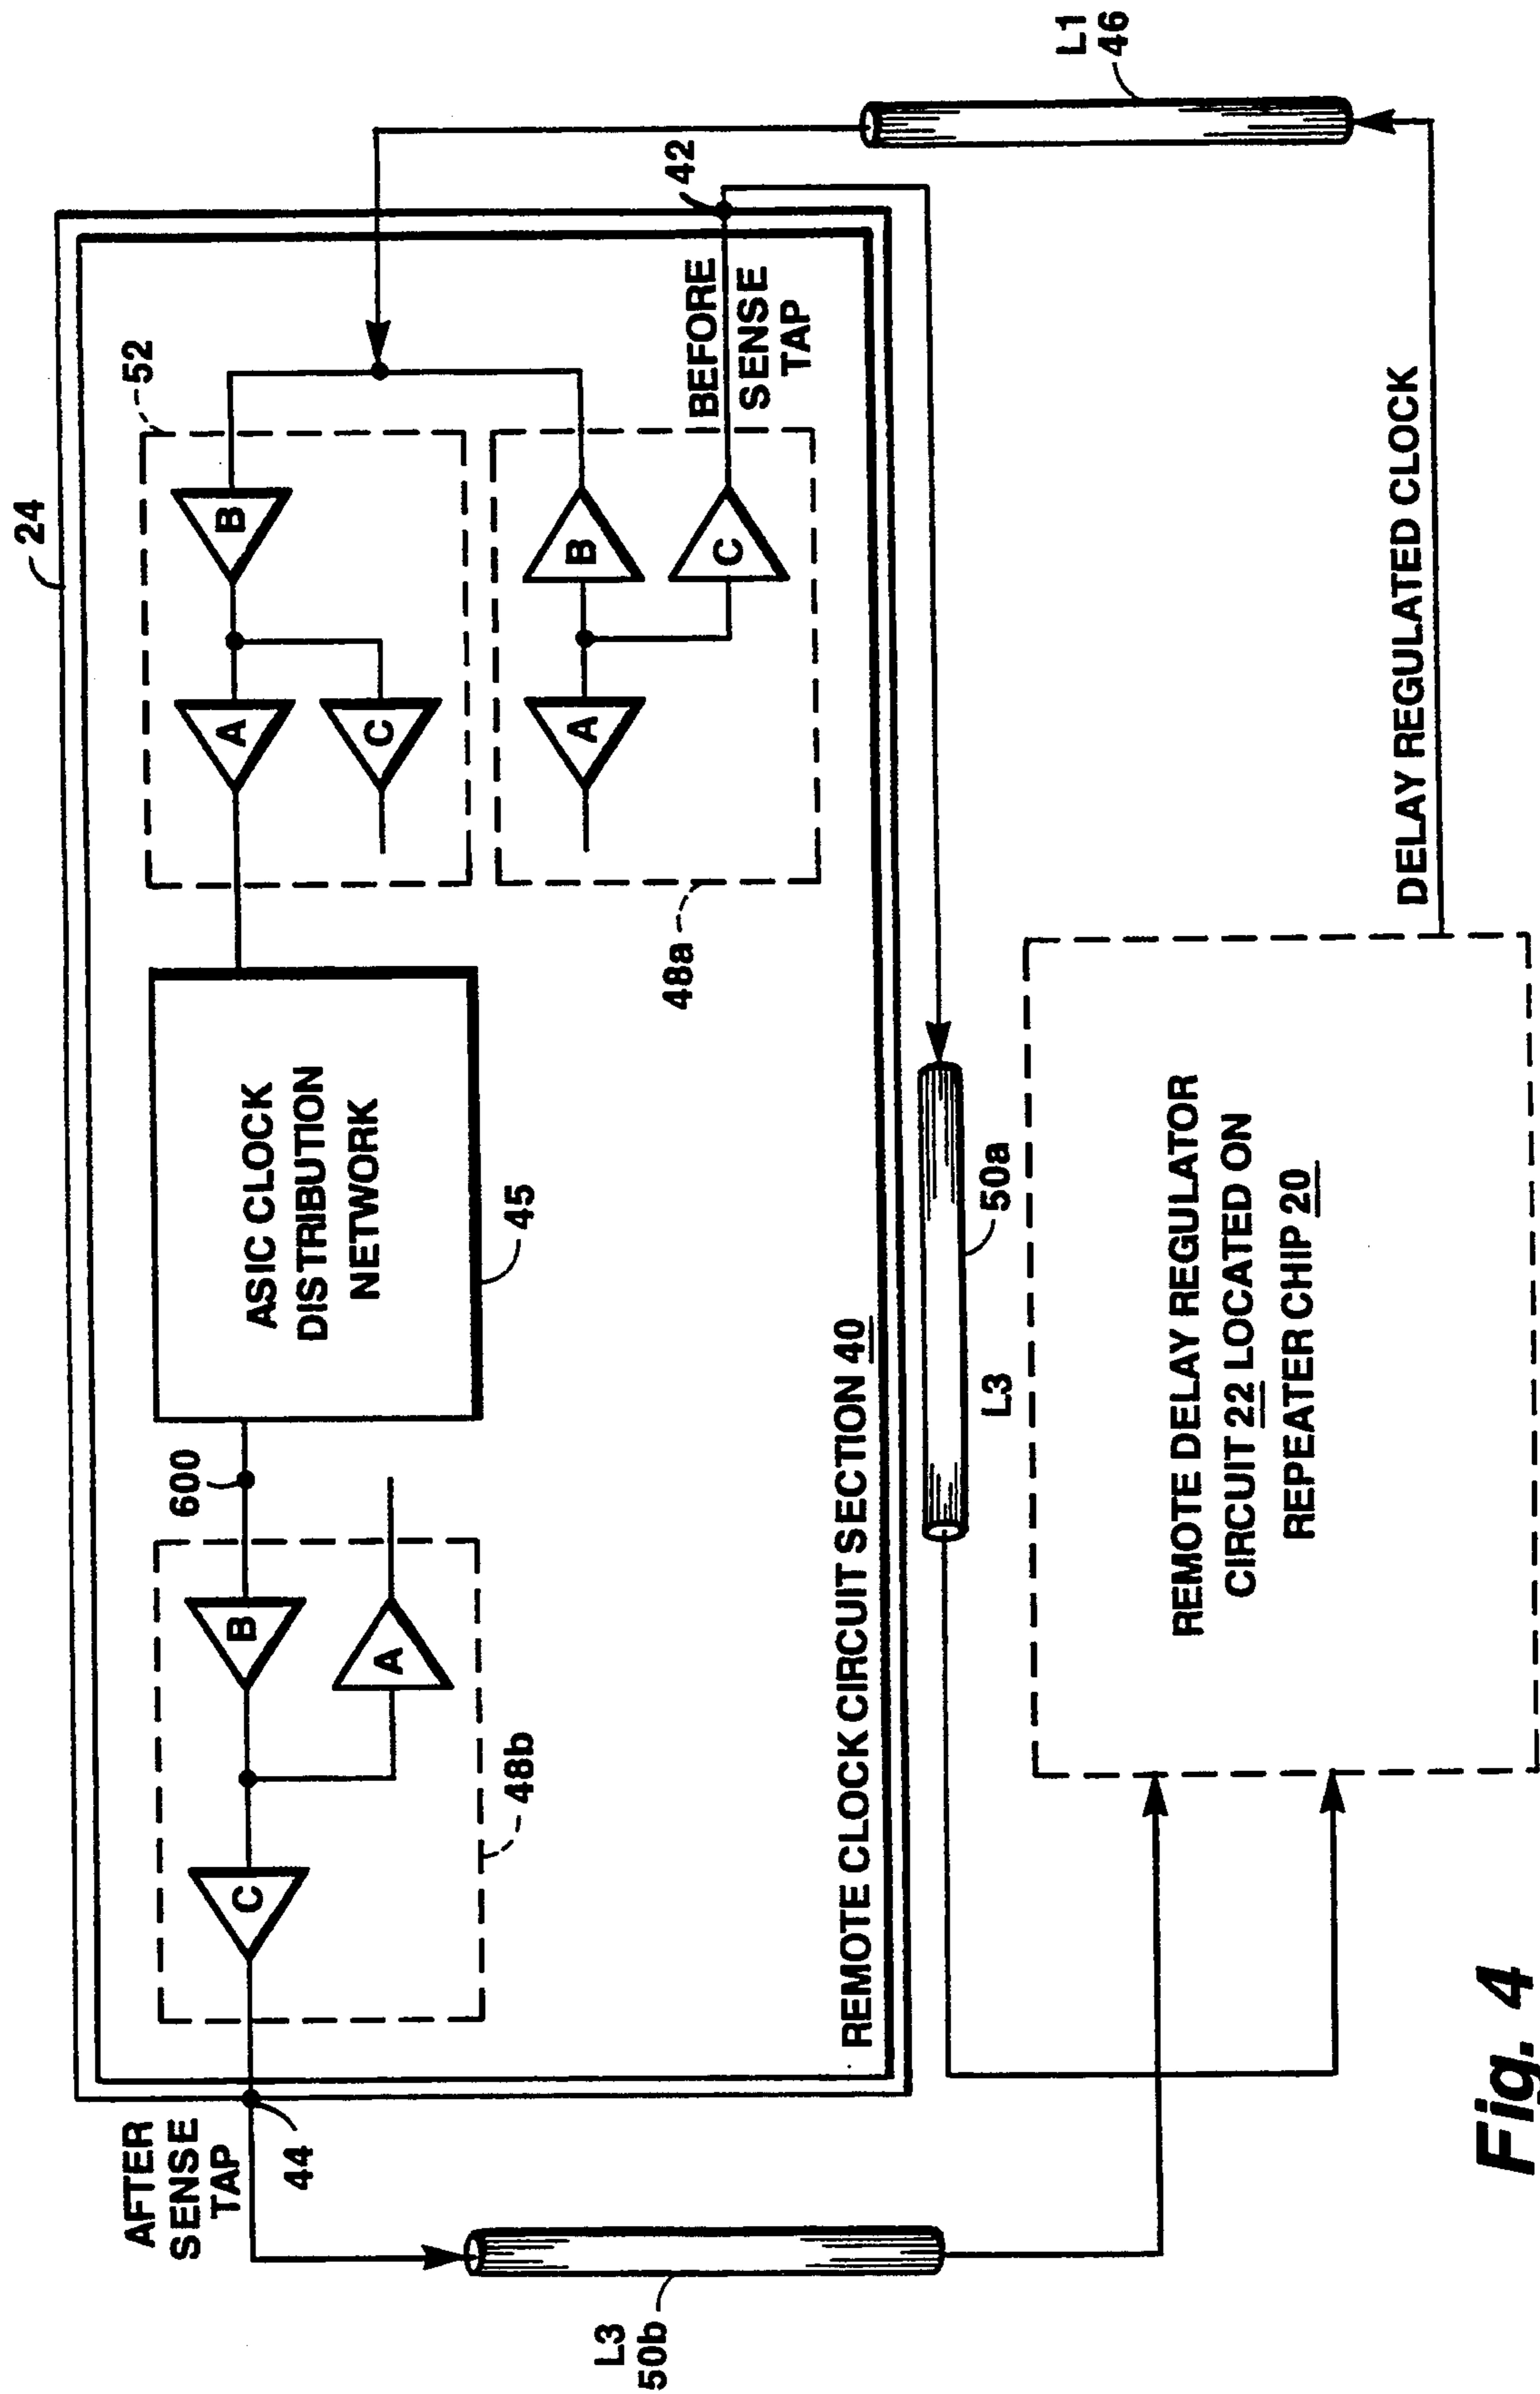 24
52
B
A
C
B
A
C
48a
BEFORE
SENSE
TAP
42
L1
46
ASIC CLOCK
DISTRIBUTION
NETWORK
45
600
B
A
C
48b
AFTER
SENSE
TAP
44
REMOTE CLOCK CIRCUIT SECTION 40
L3
50a
L3
50b
REMOTE DELAY REGULATOR
CIRCUIT 22 LOCATED ON
REPEATER CHIP 20
DELAY REGULATED CLOCK
Fig. 4